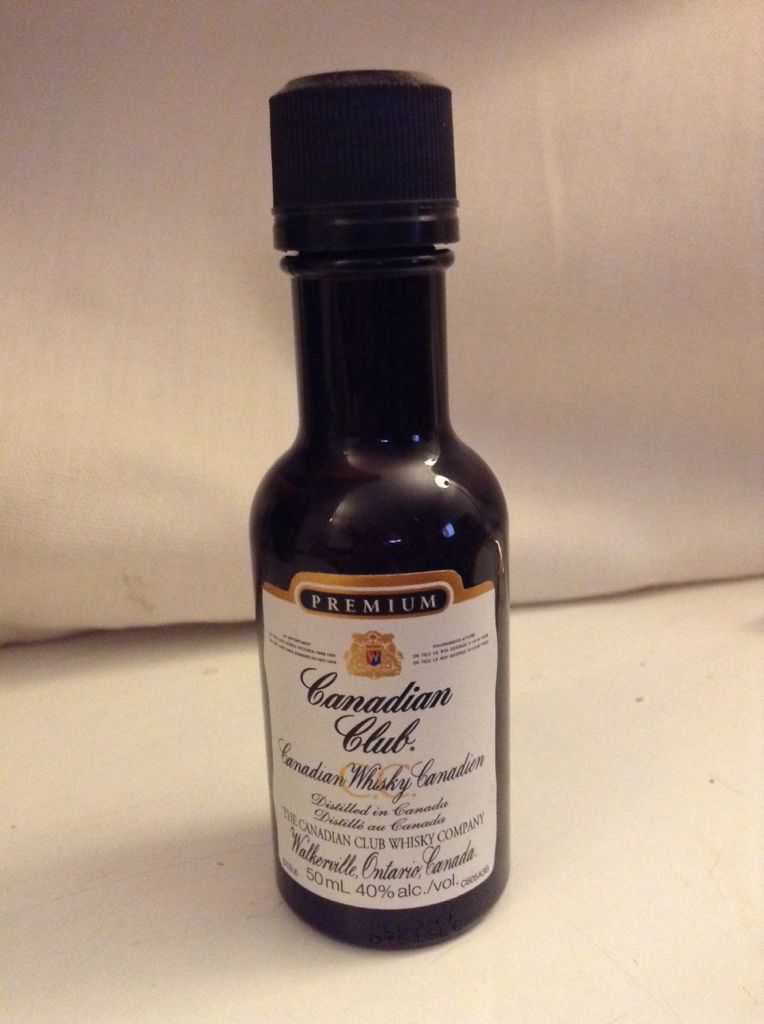 PREMIUM
W
Canadian
Club.
C.C.
Canadian Whisky Canadien
Distilled in Canada
Distillé au Canada
THE CANADIAN CLUB WHISKY COMPANY
Walkerville, Ontario, Canada.
50 mL 40% alc./vol.